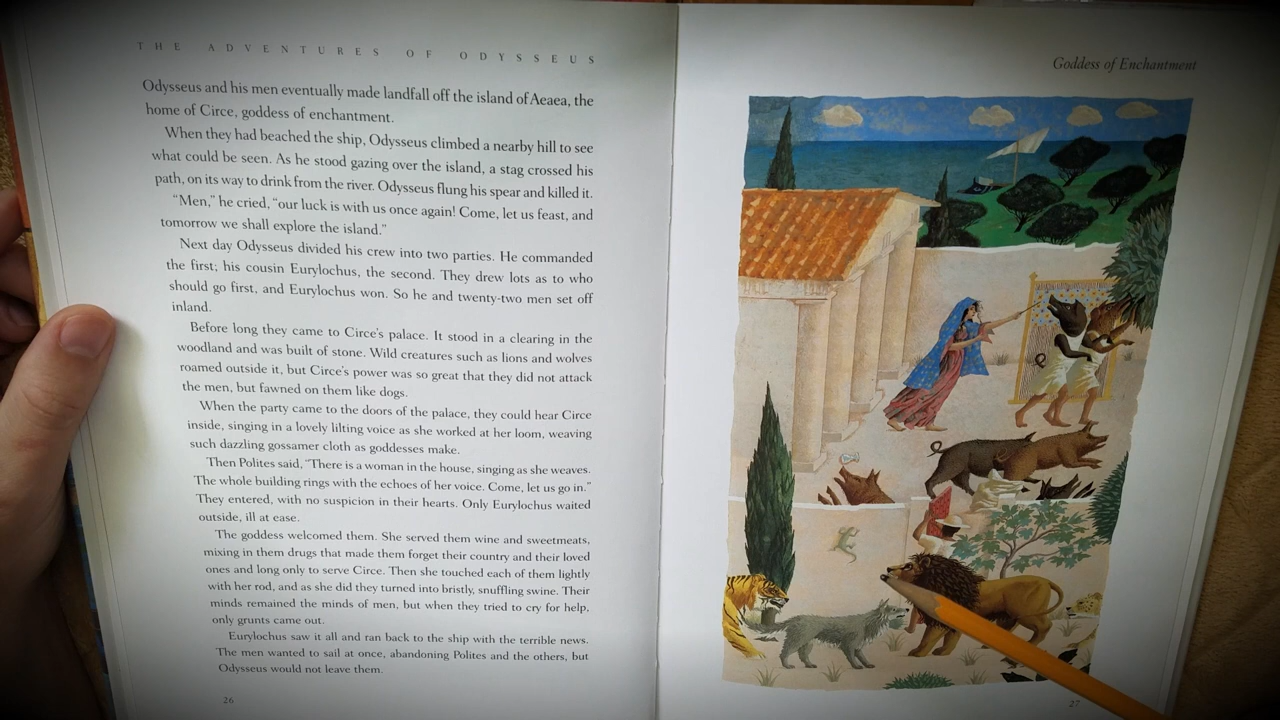 THE ADVENTURES OF ODYSSEUS
Odysseus and his men eventually made landfall off the island of Aeaea, the
home of Circe, goddess of enchantment.
When they had beached the ship, Odysseus climbed a nearby hill to see
what could be seen. As he stood gazing over the island, a stag crossed his
path, on its way to drink from the river. Odysseus flung his spear and killed it.
“Men,” he cried, “our luck is with us once again! Come, let us feast, and
tomorrow we shall explore the island.”
Next day Odysseus divided his crew into two parties. He commanded
the first; his cousin Eurylochus, the second. They drew lots as to who
should go first, and Eurylochus won. So he and twenty-two men set off
inland.
Before long they came to Circe's palace. It stood in a clearing in the
woodland and was built of stone. Wild creatures such as lions and wolves
roamed outside it, but Circe's power was so great that they did not attack
the men, but fawned on them like dogs.
When the party came to the doors of the palace, they could hear Circe
inside, singing in a lovely lilting voice as she worked at her loom, weaving
such dazzling gossamer cloth as goddesses make.
Then Polites said, “There is a woman in the house, singing as she weaves.
The whole building rings with the echoes of her voice. Come, let us go in.”
They entered, with no suspicion in their hearts. Only Eurylochus waited
outside, ill at ease.
The goddess welcomed them. She served them wine and sweetmeats,
mixing in them drugs that made them forget their country and their loved
ones and long only to serve Circe. Then she touched each of them lightly
with her rod, and as she did they turned into bristly, snuffling swine. Their
minds remained the minds of men, but when they tried to cry for help,
only grunts came out.
Eurylochus saw it all and ran back to the ship with the terrible news.
The men wanted to sail at once, abandoning Polites and the others, but
Odysseus would not leave them.
26
Goddess of Enchantment
27